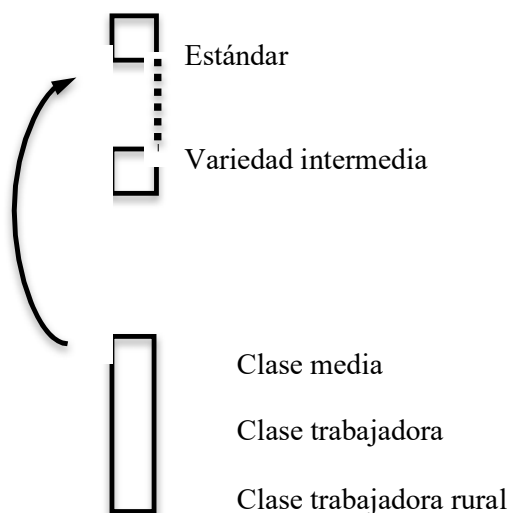 Estándar
Variedad intermedia
Clase media
Clase trabajadora
Clase trabajadora rural